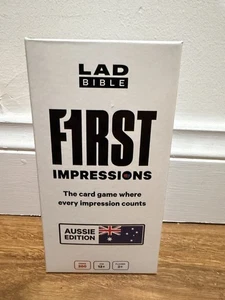 LAD
BIBLE
F1RST
IMPRESSIONS
The card game where
every impression counts
AUSSIE
EDITION